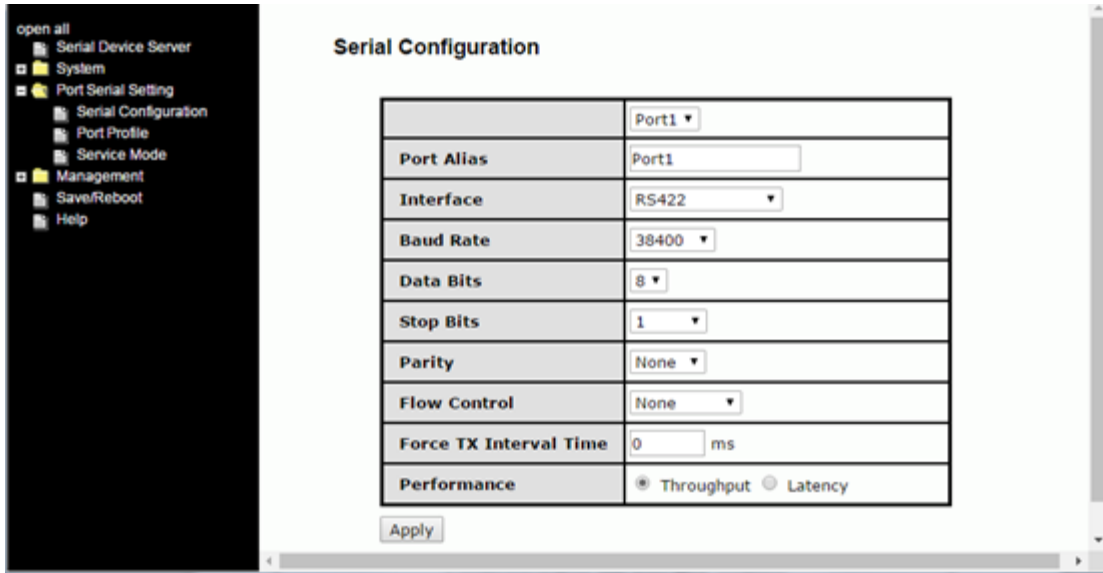 open all
Serial Device Server
System
Port Serial Setting
Serial Configuration
Port Profile
Service Mode
Management
Save/Reboot
Help
Serial Configuration
Port1
Port Alias Port1
Interface RS422
Baud Rate 38400
Data Bits 8
Stop Bits 1
Parity None
Flow Control None
Force TX Interval Time 0 ms
Performance Throughput Latency
Apply